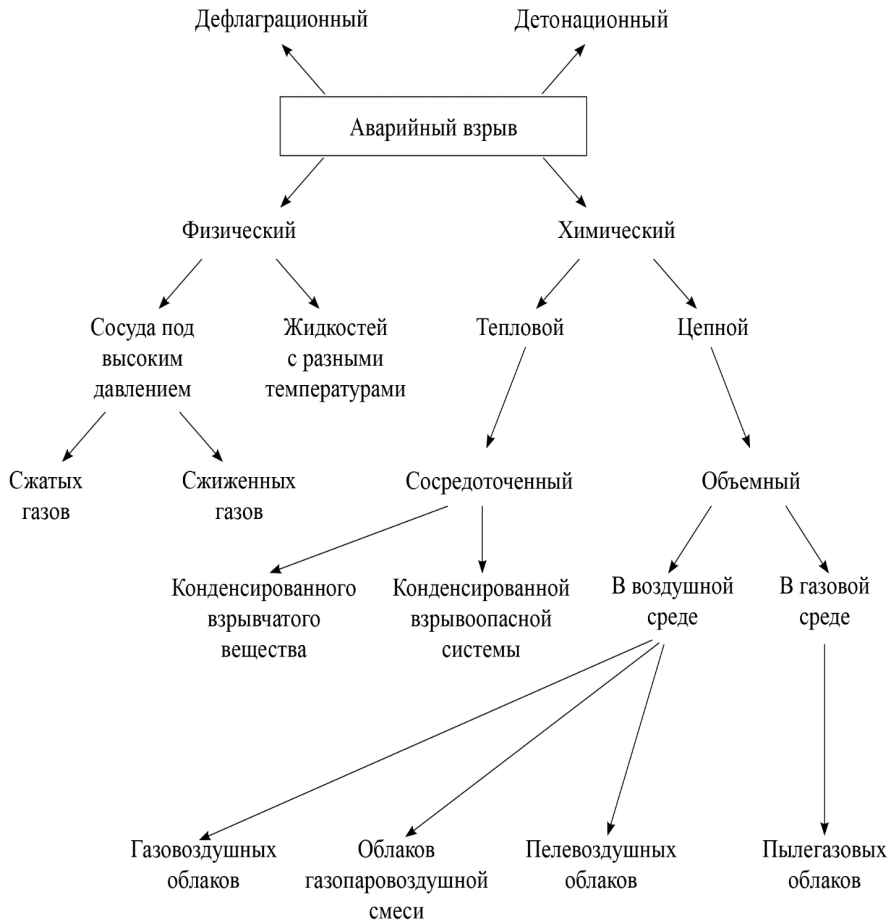 Дефлаграционный
Детонационный
Аварийный взрыв
Физический
Химический
Сосуда под
высоким
давлением
Жидкостей
с разными
температурами
Тепловой
Цепной
Сжатых
газов
Сжиженных
газов
Сосредоточенный
Объемный
Конденсированного
взрывчатого
вещества
Конденсированной
взрывоопасной
системы
В воздушной
среде
В газовой
среде
Газовоздушных
облаков
Облаков
газопаровоздушной
смеси
Пелевоздушных
облаков
Пылегазовых
облаков